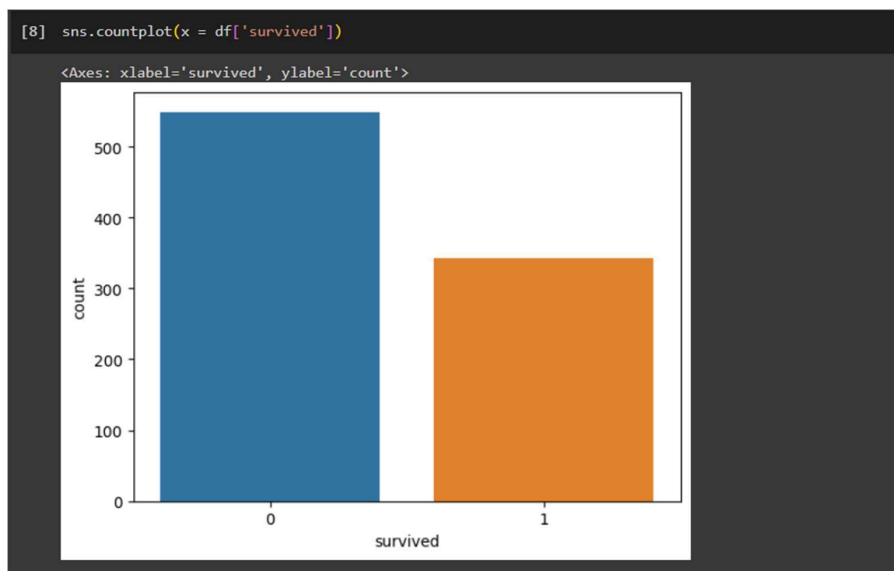 [8] sns.countplot(x = df['survived'])
<Axes: xlabel='survived', ylabel='count'>
500
400
300
200
100
0
count
0 1
survived